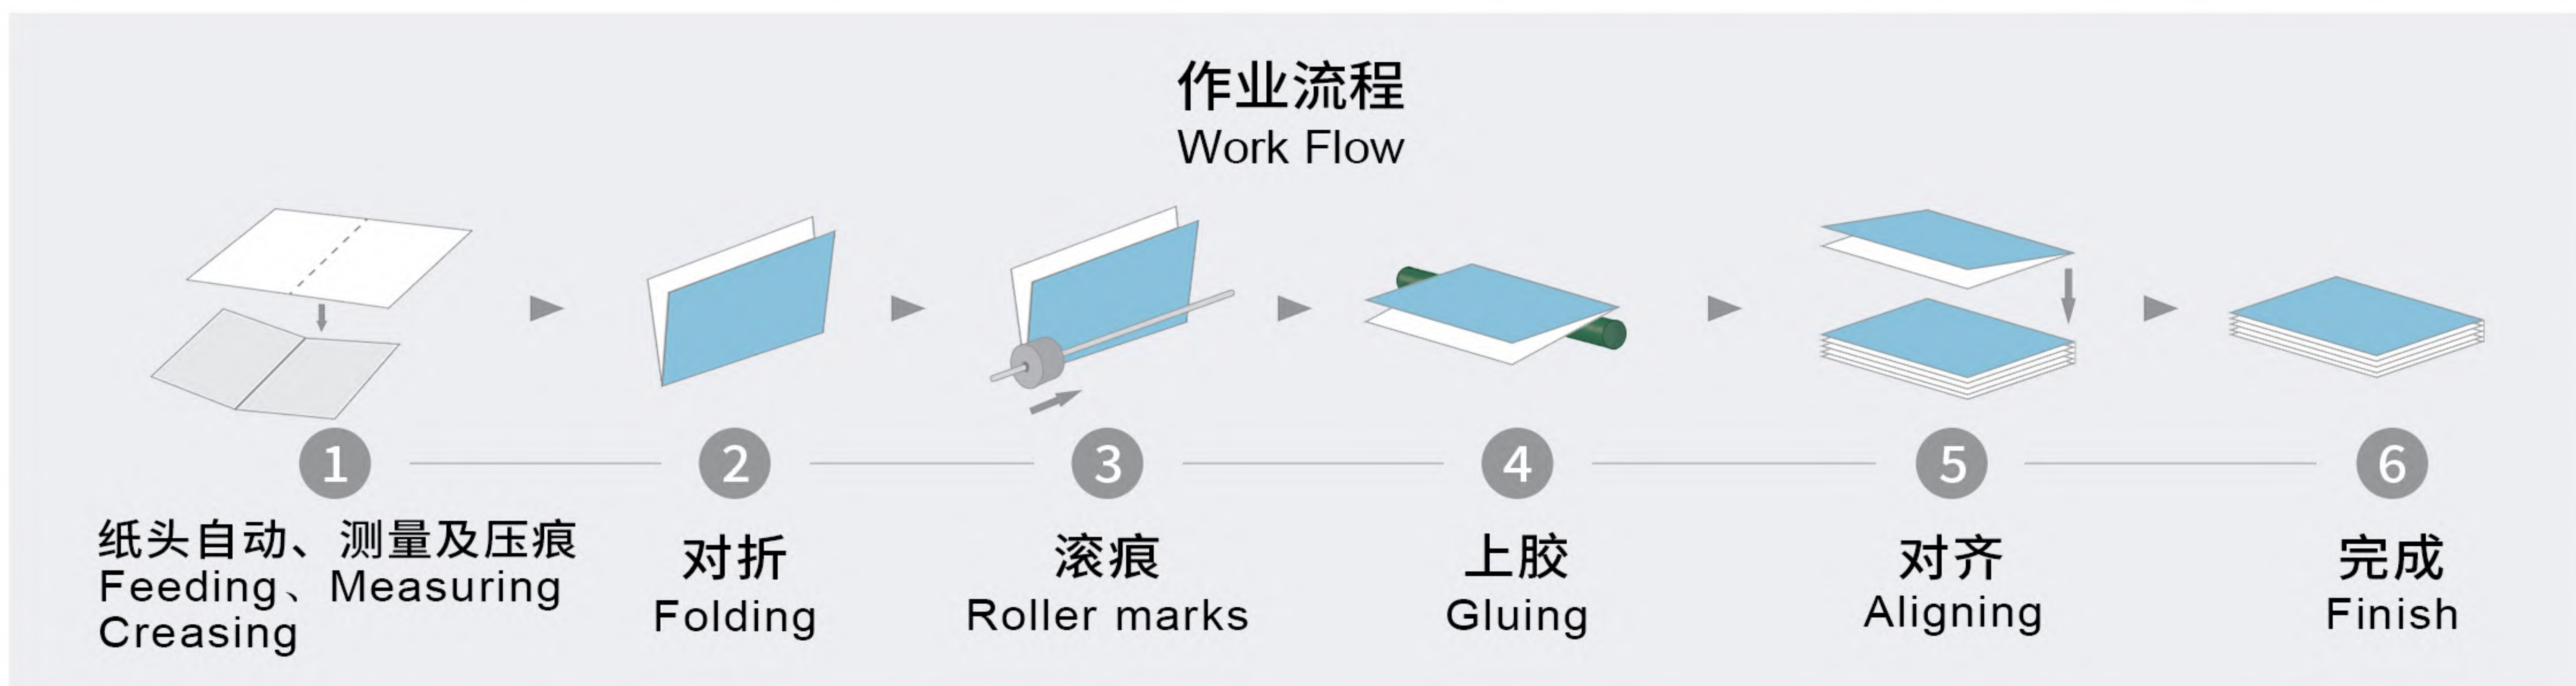 作业流程
Work Flow
1
2
3
4
5
6
纸头自动、测量及压痕
Feeding、Measuring
Creasing
对折
Folding
滚痕
Roller marks
上胶
Gluing
对齐
Aligning
完成
Finish